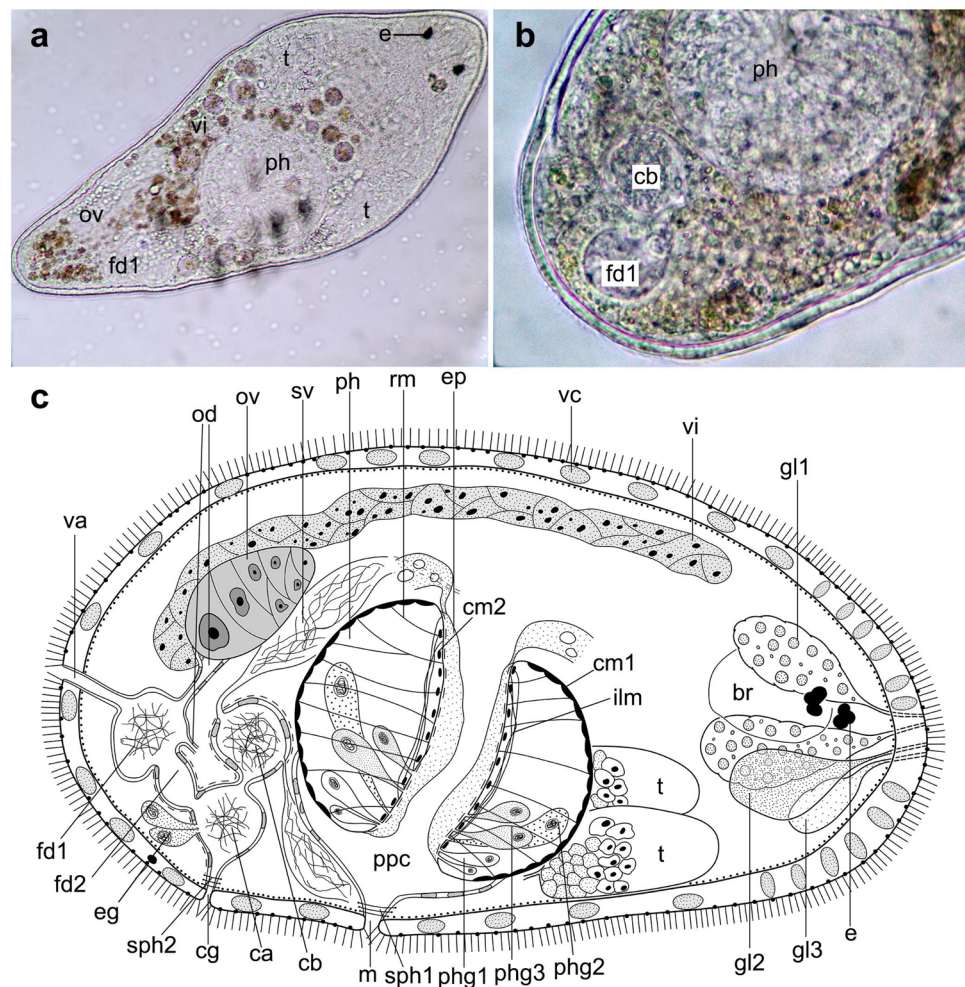 a
e
t
vi
ph
ov
t
fd1
b
ph
cb
fd1
c
od ov sv ph rm ep vc vi gl1
va
cm2
cm1
ilm
br
t
t
ppc
fd1
fd2
eg
sph2 cg ca cb m sph1 phg1 phg3 phg2 gl2 gl3 e